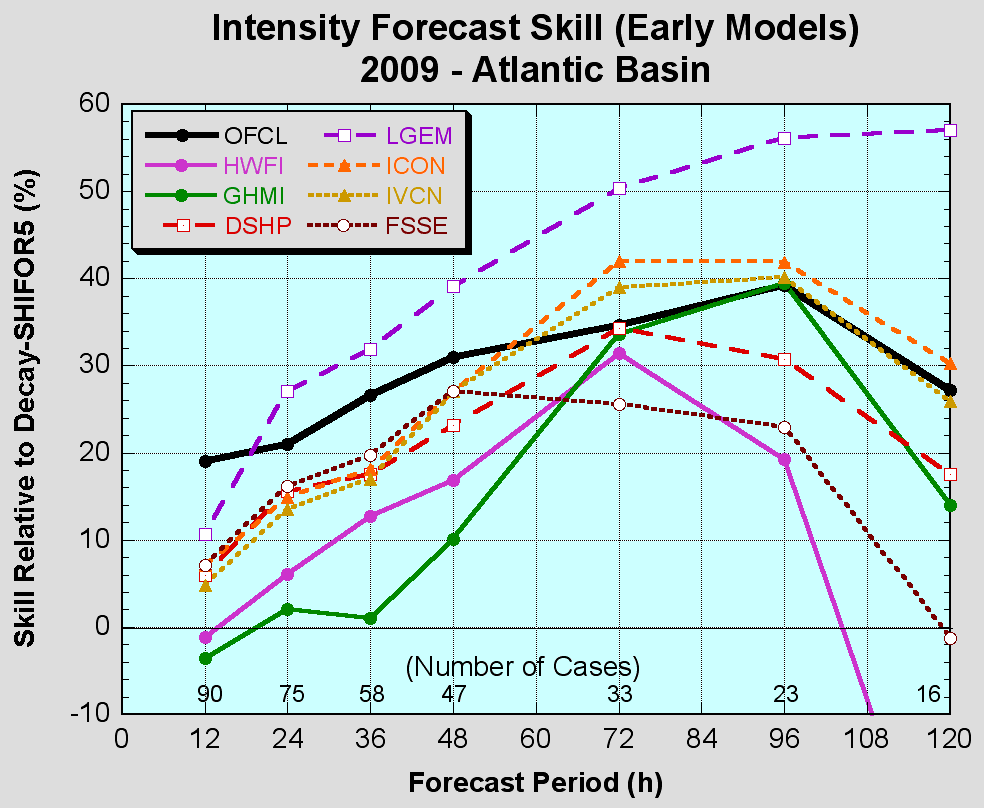 Intensity Forecast Skill (Early Models)
2009 - Atlantic Basin
Skill Relative to Decay-SHIFOR5 (%)
60
50
40
30
20
10
0
-10
OFCL LGEM
HWFI ICON
GHMI IVCN
DSHP FSSE
(Number of Cases)
90 75 58 47 33 23 16
0 12 24 36 48 60 72 84 96 108 120
Forecast Period (h)